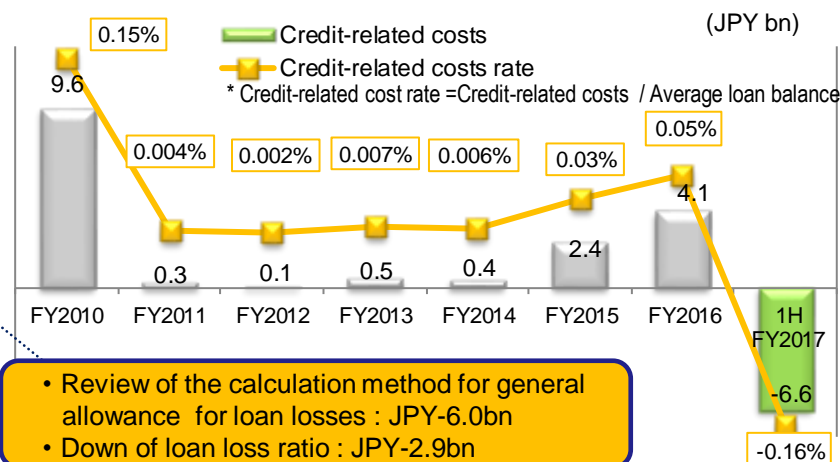 (JPY bn)
0.15%
Credit-related costs
Credit-related costs rate
* Credit-related cost rate =Credit-related costs / Average loan balance
9.6
0.004%
0.002%
0.007%
0.006%
0.03%
0.05%
0.3
0.1
0.5
0.4
2.4
4.1
FY2010
FY2011
FY2012
FY2013
FY2014
FY2015
FY2016
1H
FY2017
-6.6
-0.16%
• Review of the calculation method for general
allowance for loan losses : JPY-6.0bn
• Down of loan loss ratio : JPY-2.9bn